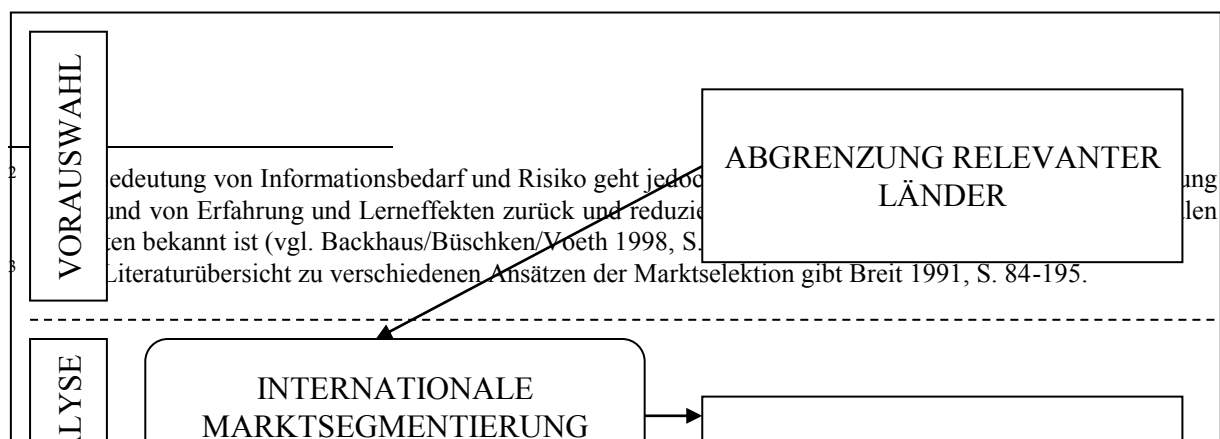 VORAUSWAHL
ABGRENZUNG RELEVANTER
LÄNDER
2 edeutung von Informationsbedarf und Risiko geht jedoc ung
und von Erfahrung und Lerneffekten zurück und reduzie len
ten bekannt ist (vgl. Backhaus/Büschken/Voeth 1998, S.
3 Literaturübersicht zu verschiedenen Ansätzen der Marktselektion gibt Breit 1991, S. 84-195.
LYSE
INTERNATIONALE
MARKTSEGMENTIERUNG